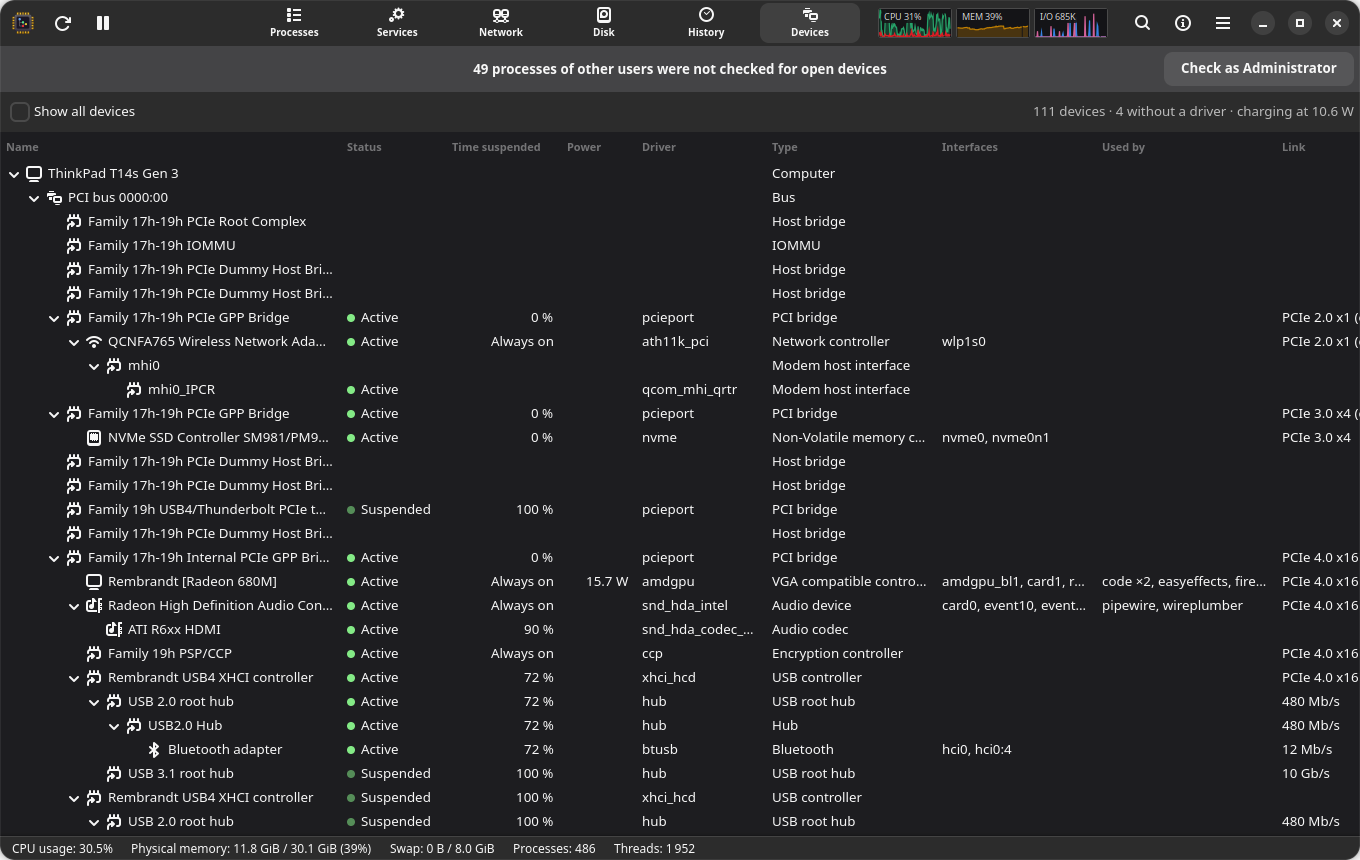 Processes Services Network Disk History Devices CPU 31% MEM 39% I/O 685K
49 processes of other users were not checked for open devices Check as Administrator
Show all devices 111 devices · 4 without a driver · charging at 10.6 W
Name Status Time suspended Power Driver Type Interfaces Used by Link
ThinkPad T14s Gen 3 Computer
PCI bus 0000:00 Bus
Family 17h-19h PCIe Root Complex Host bridge
Family 17h-19h IOMMU IOMMU
Family 17h-19h PCIe Dummy Host Bri... Host bridge
Family 17h-19h PCIe Dummy Host Bri... Host bridge
Family 17h-19h PCIe GPP Bridge Active 0 % pcieport PCI bridge PCIe 2.0 x1 (
QCNFA765 Wireless Network Ada... Active Always on ath11k_pci Network controller wlp1s0 PCIe 2.0 x1 (
mhi0 Modem host interface
mhi0_IPCR Active qcom_mhi_qrtr Modem host interface
Family 17h-19h PCIe GPP Bridge Active 0 % pcieport PCI bridge PCIe 3.0 x4 (
NVMe SSD Controller SM981/PM9... Active 0 % nvme Non-Volatile memory c... nvme0, nvme0n1 PCIe 3.0 x4
Family 17h-19h PCIe Dummy Host Bri... Host bridge
Family 17h-19h PCIe Dummy Host Bri... Host bridge
Family 19h USB4/Thunderbolt PCIe t... Suspended 100 % pcieport PCI bridge
Family 17h-19h PCIe Dummy Host Bri... Host bridge
Family 17h-19h Internal PCIe GPP Bri... Active 0 % pcieport PCI bridge PCIe 4.0 x16
Rembrandt [Radeon 680M] Active Always on 15.7 W amdgpu VGA compatible contro... amdgpu_bl1, card1, r... code ×2, easyeffects, fire... PCIe 4.0 x16
Radeon High Definition Audio Con... Active Always on snd_hda_intel Audio device card0, event10, event... pipewire, wireplumber PCIe 4.0 x16
ATI R6xx HDMI Active 90 % snd_hda_codec_... Audio codec
Family 19h PSP/CCP Active Always on ccp Encryption controller PCIe 4.0 x16
Rembrandt USB4 XHCI controller Active 72 % xhci_hcd USB controller PCIe 4.0 x16
USB 2.0 root hub Active 72 % hub USB root hub 480 Mb/s
USB2.0 Hub Active 72 % hub Hub 480 Mb/s
Bluetooth adapter Active 72 % btusb Bluetooth hci0, hci0:4 12 Mb/s
USB 3.1 root hub Suspended 100 % hub USB root hub 10 Gb/s
Rembrandt USB4 XHCI controller Suspended 100 % xhci_hcd USB controller
USB 2.0 root hub Suspended 100 % hub USB root hub 480 Mb/s
CPU usage: 30.5% Physical memory: 11.8 GiB / 30.1 GiB (39%) Swap: 0 B / 8.0 GiB Processes: 486 Threads: 1 952